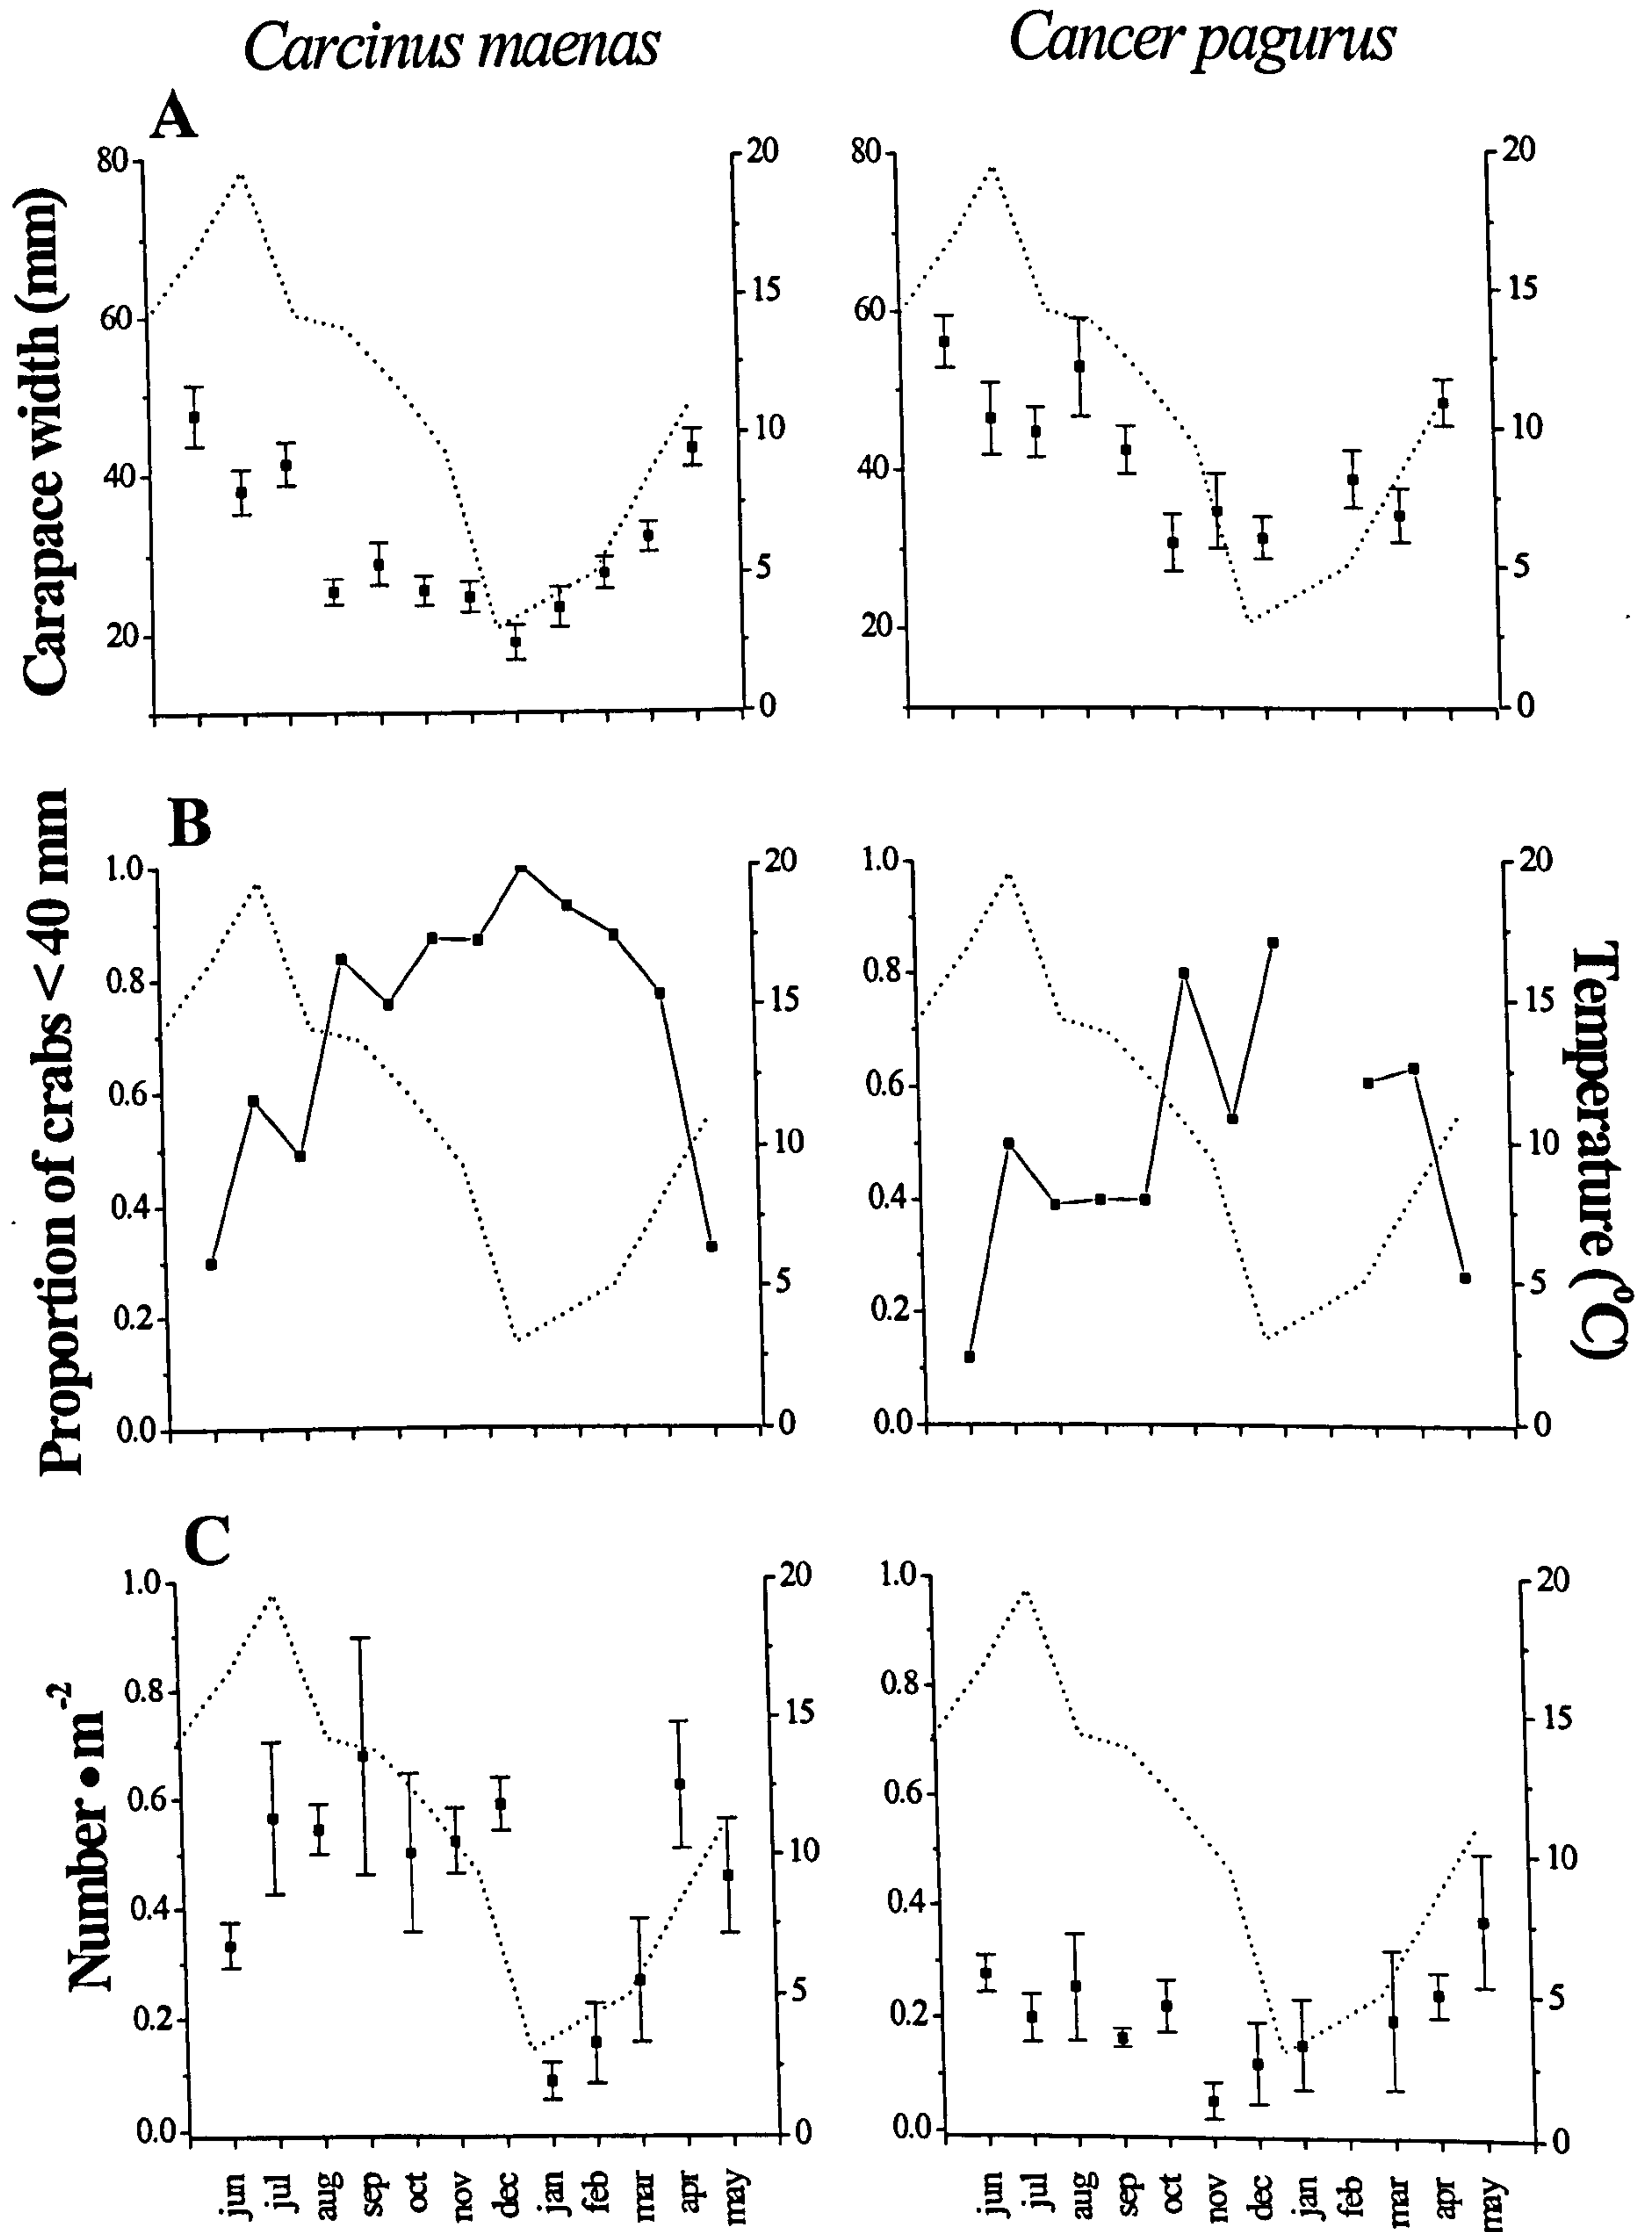 Carcinus maenas
Cancer pagurus
A
Carapace width (mm)
80
60
40
20
20
15
10
5
0
80
60
40
20
20
15
10
5
0
B
Proportion of crabs <40 mm
1.0
0.8
0.6
0.4
0.2
0.0
20
15
10
5
0
1.0
0.8
0.6
0.4
0.2
0.0
20
15
10
5
0
Temperature (⁰C)
C
Number•m⁻²
1.0
0.8
0.6
0.4
0.2
0.0
20
15
10
5
0
jun
jul
aug
sep
oct
nov
dec
jan
feb
mar
apr
may
1.0
0.8
0.6
0.4
0.2
0.0
20
15
10
5
0
jun
jul
aug
sep
oct
nov
dec
jan
feb
mar
apr
may